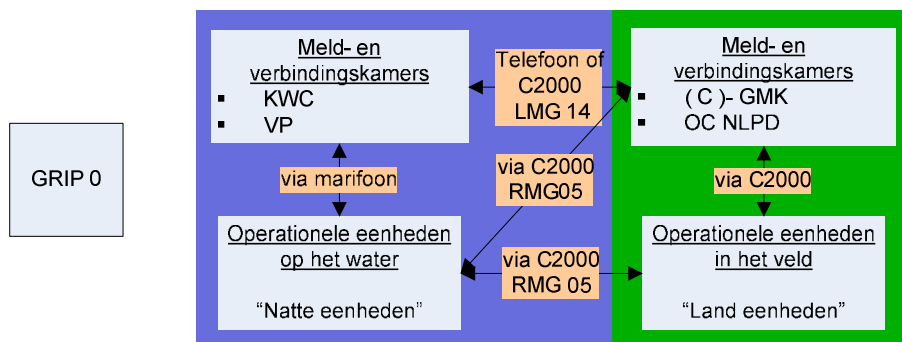 GRIP 0
Meld- en
verbindingskamers
▪ KWC
▪ VP
Telefoon of
C2000
LMG 14
Meld- en
verbindingskamers
▪ ( C )- GMK
▪ OC NLPD
via marifoon
via C2000
RMG05
via C2000
Operationele eenheden
op het water
“Natte eenheden”
via C2000
RMG 05
Operationele eenheden
in het veld
“Land eenheden”